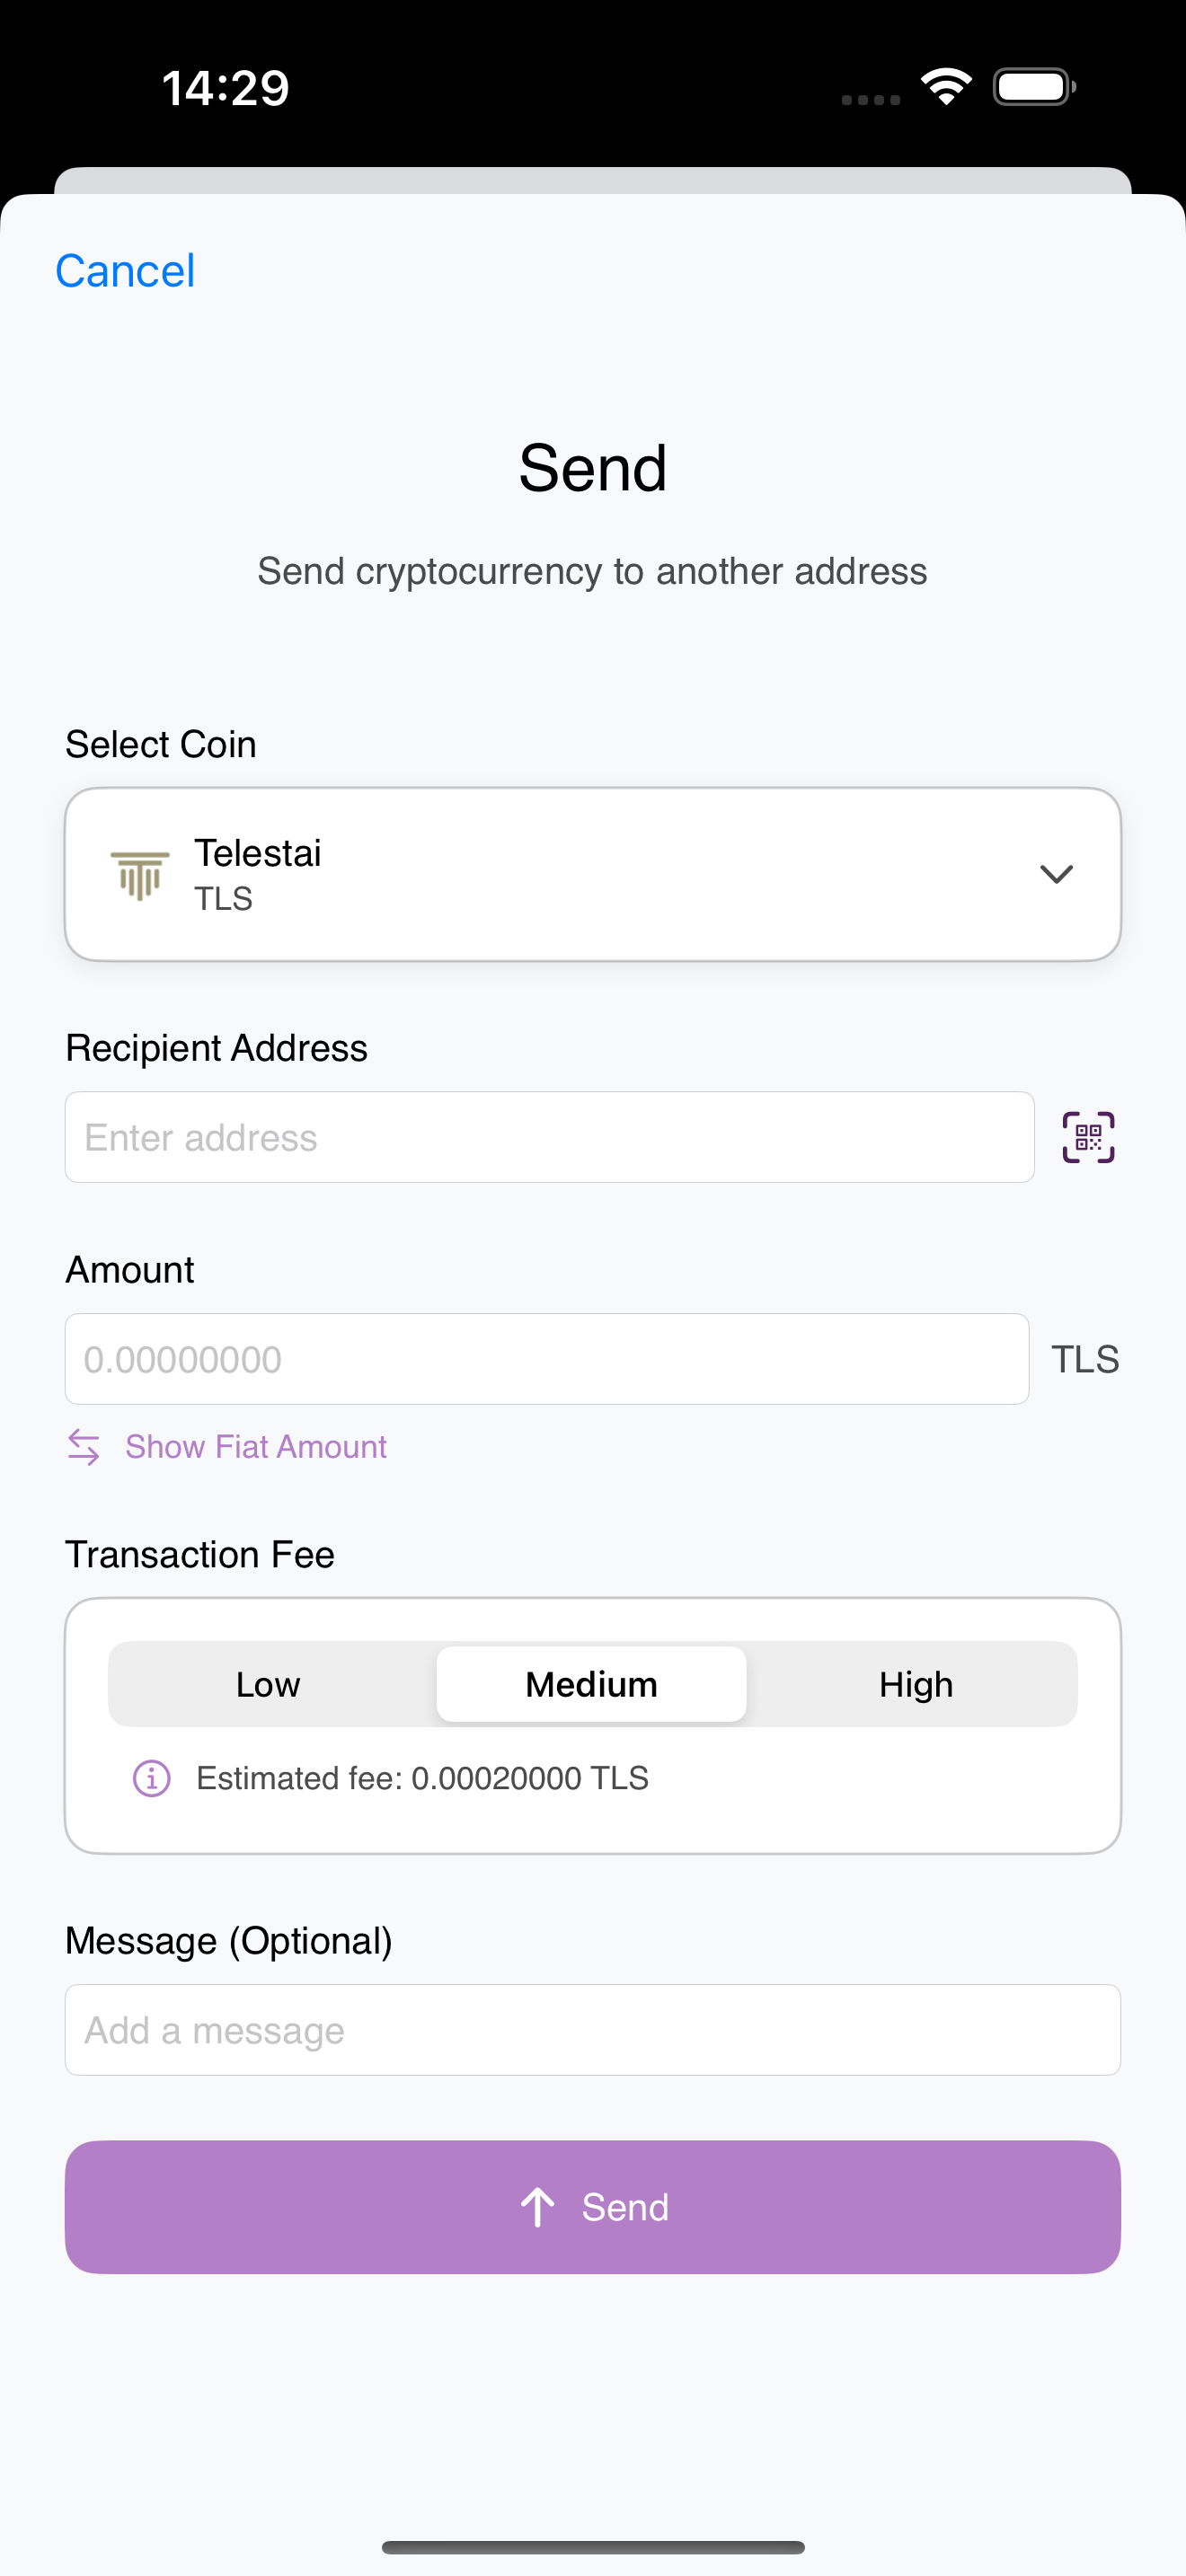 14:29
Cancel
Send
Send cryptocurrency to another address
Select Coin
Telestai
TLS
Recipient Address
Enter address
Amount
0.00000000 TLS
Show Fiat Amount
Transaction Fee
Low Medium High
Estimated fee: 0.00020000 TLS
Message (Optional)
Add a message
Send